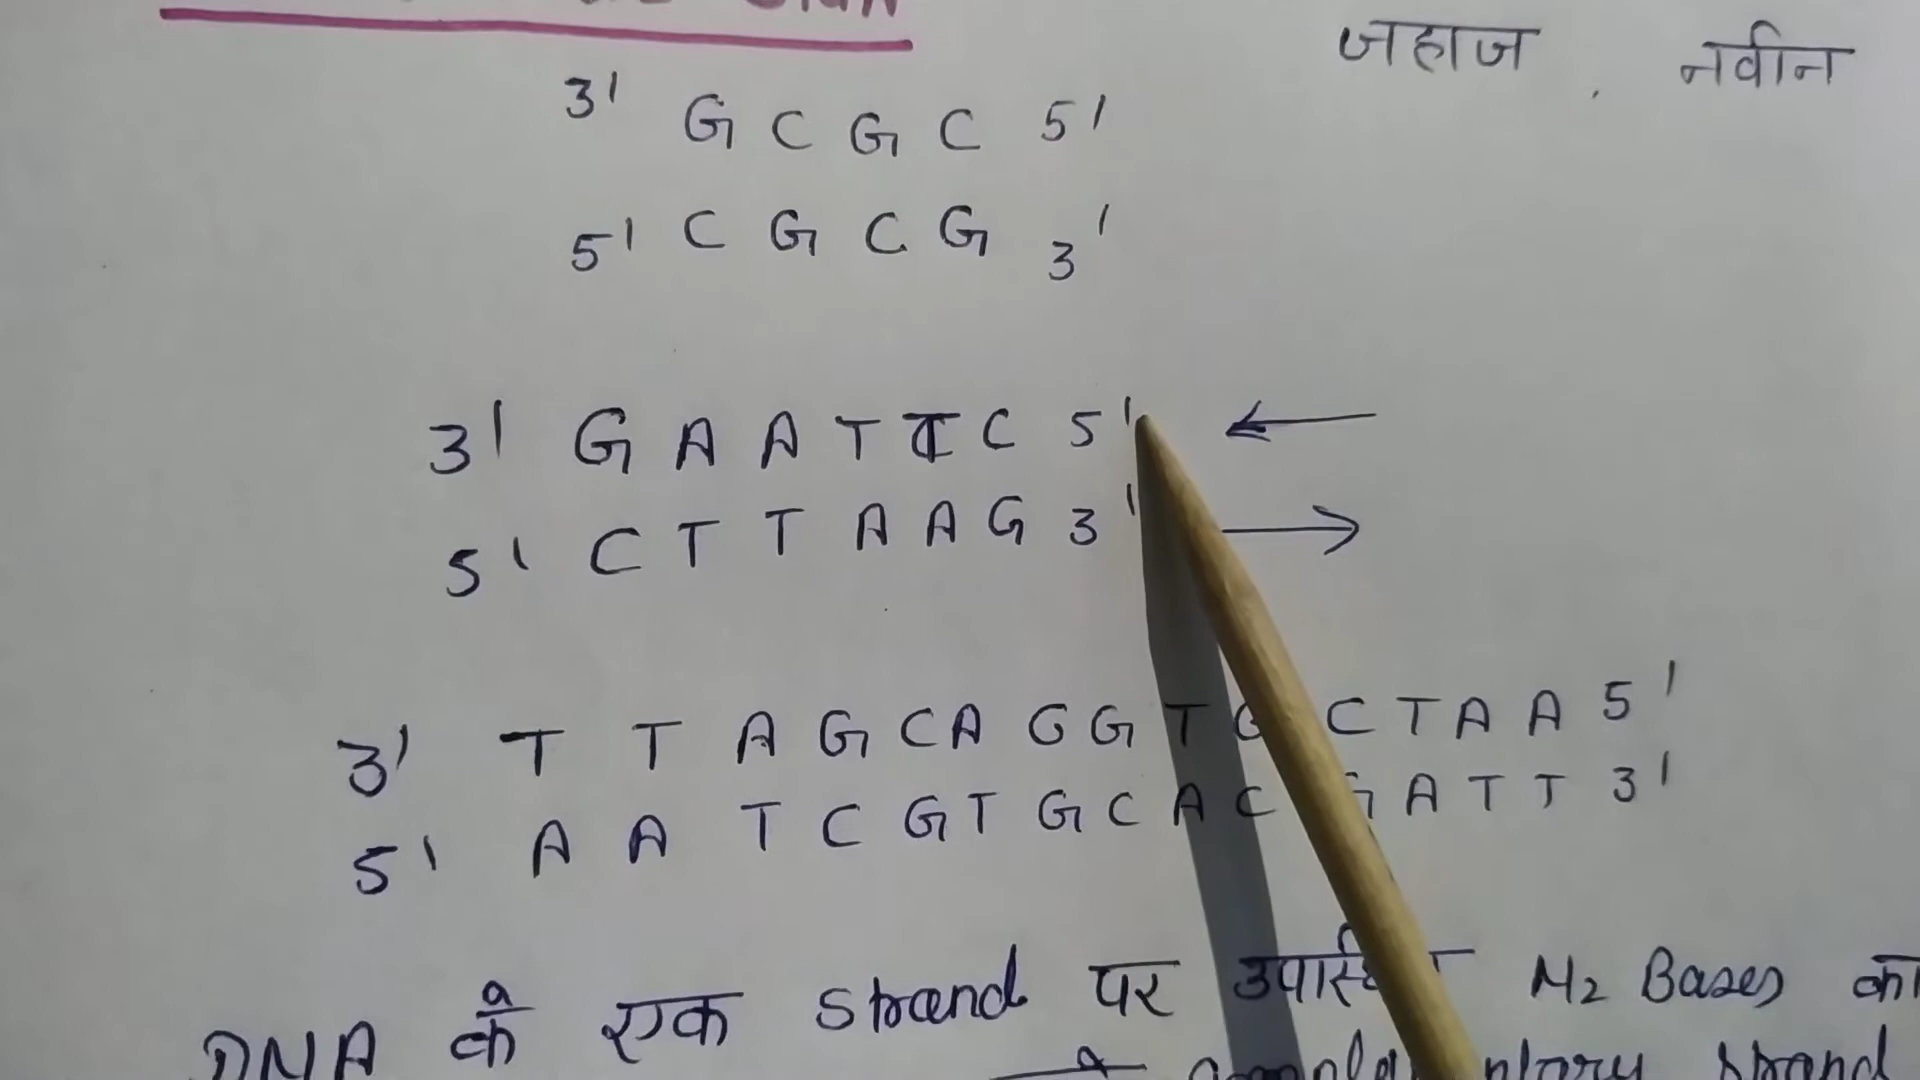 जहाज , नवीन
3' G C G C 5'
5' C G C G 3'
3' G A A T T C 5'
5' C T T A A G 3'
3' T T A G C A G G T G C T A A 5'
5' A A T C G T G C A C G A T T 3'
DNA के एक strand पर N2 Bases का
strand